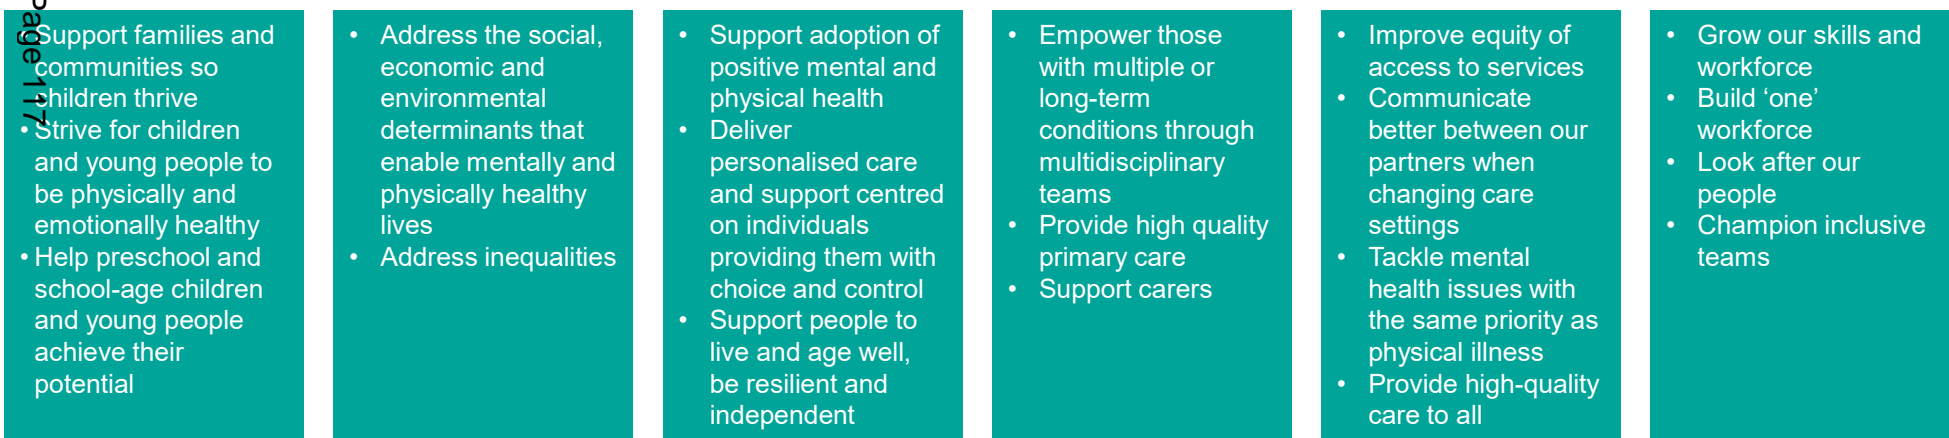 Page 117
• Support families and
communities so
children thrive
• Strive for children
and young people to
be physically and
emotionally healthy
• Help preschool and
school-age children
and young people
achieve their
potential
• Address the social,
economic and
environmental
determinants that
enable mentally and
physically healthy
lives
• Address inequalities
• Support adoption of
positive mental and
physical health
• Deliver
personalised care
and support centred
on individuals
providing them with
choice and control
• Support people to
live and age well,
be resilient and
independent
• Empower those
with multiple or
long-term
conditions through
multidisciplinary
teams
• Provide high quality
primary care
• Support carers
• Improve equity of
access to services
• Communicate
better between our
partners when
changing care
settings
• Tackle mental
health issues with
the same priority as
physical illness
• Provide high-quality
care to all
• Grow our skills and
workforce
• Build ‘one’
workforce
• Look after our
people
• Champion inclusive
teams